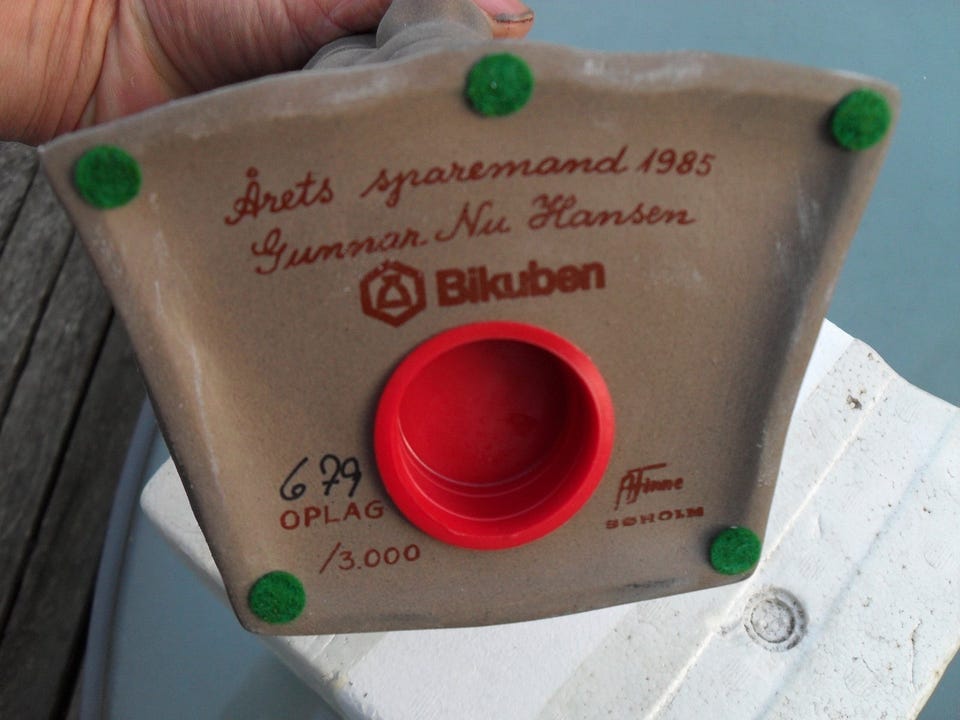 Årets sparemand 1985
Gunnar Nu Hansen
Bikuben
679
OPLAG
/3.000
AFinne
SØHOLM